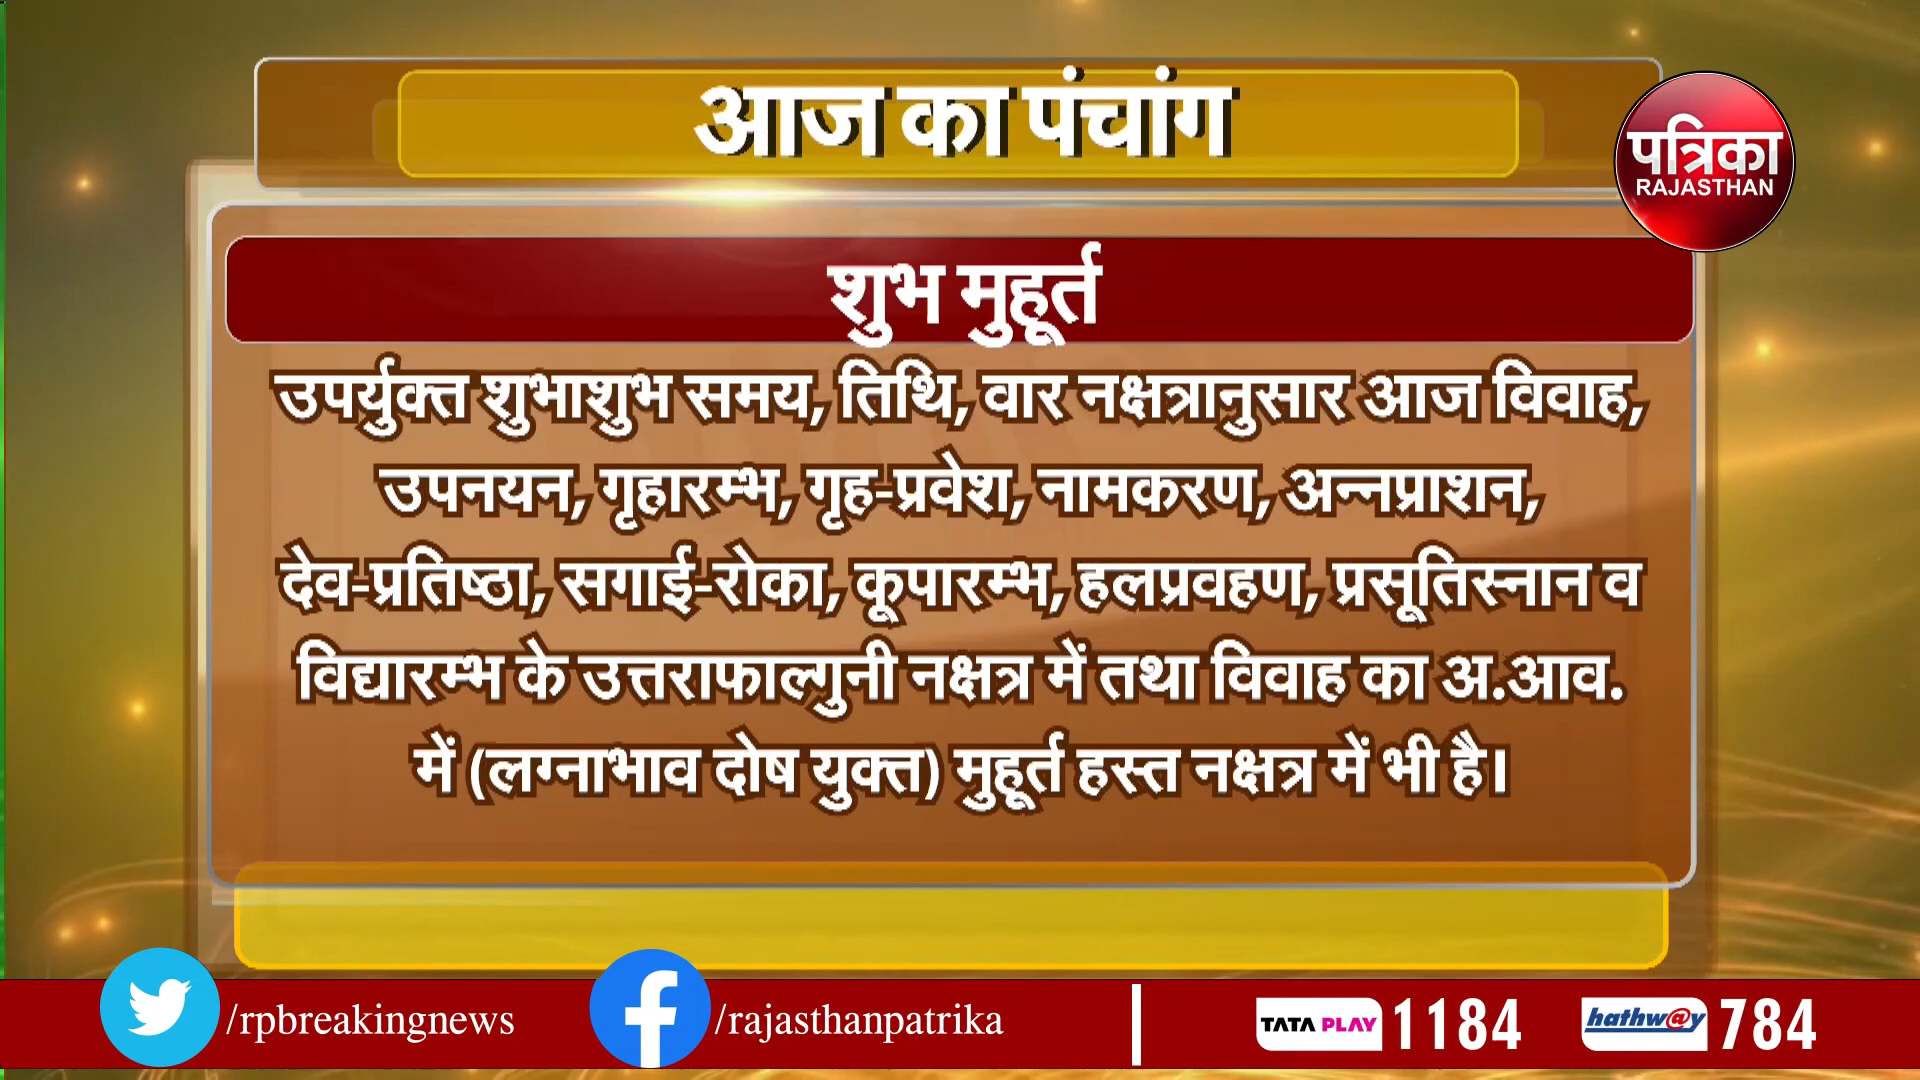 आज का पंचांग
पत्रिका
RAJASTHAN
शुभ मुहूर्त
उपर्युक्त शुभाशुभ समय, तिथि, वार नक्षत्रानुसार आज विवाह,
उपनयन, गृहारम्भ, गृह-प्रवेश, नामकरण, अन्नप्राशन,
देव-प्रतिष्ठा, सगाई-रोका, कूपारम्भ, हलप्रवहण, प्रसूतिस्नान व
विद्यारम्भ के उत्तराफाल्गुनी नक्षत्र में तथा विवाह का अ.आव.
में (लग्नाभाव दोष युक्त) मुहूर्त हस्त नक्षत्र में भी है।
/rpbreakingnews /rajasthanpatrika TATA PLAY 1184 hathw@y 784